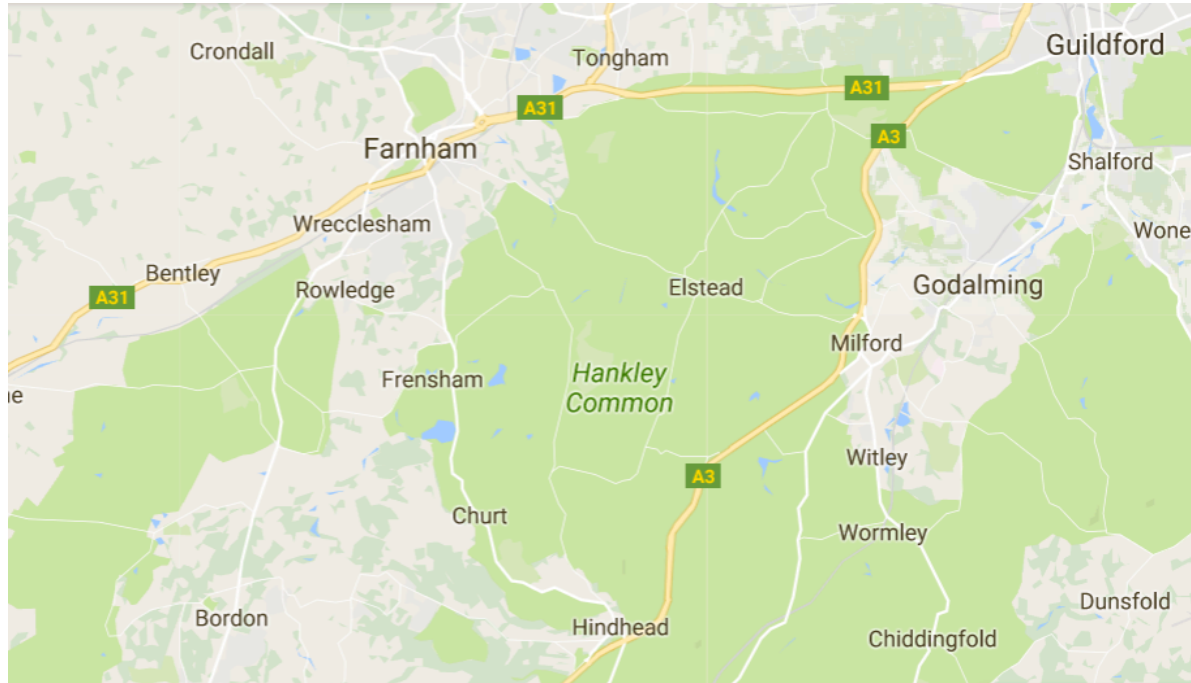 Guildford
Crondall
Tongham
A31
A31
A3
Farnham
Shalford
Wrecclesham
Wone
Bentley
Rowledge
Elstead
Godalming
A31
Milford
Frensham
Hankley
Common
ne
Witley
A3
Churt
Wormley
Dunsfold
Bordon
Hindhead
Chiddingfold